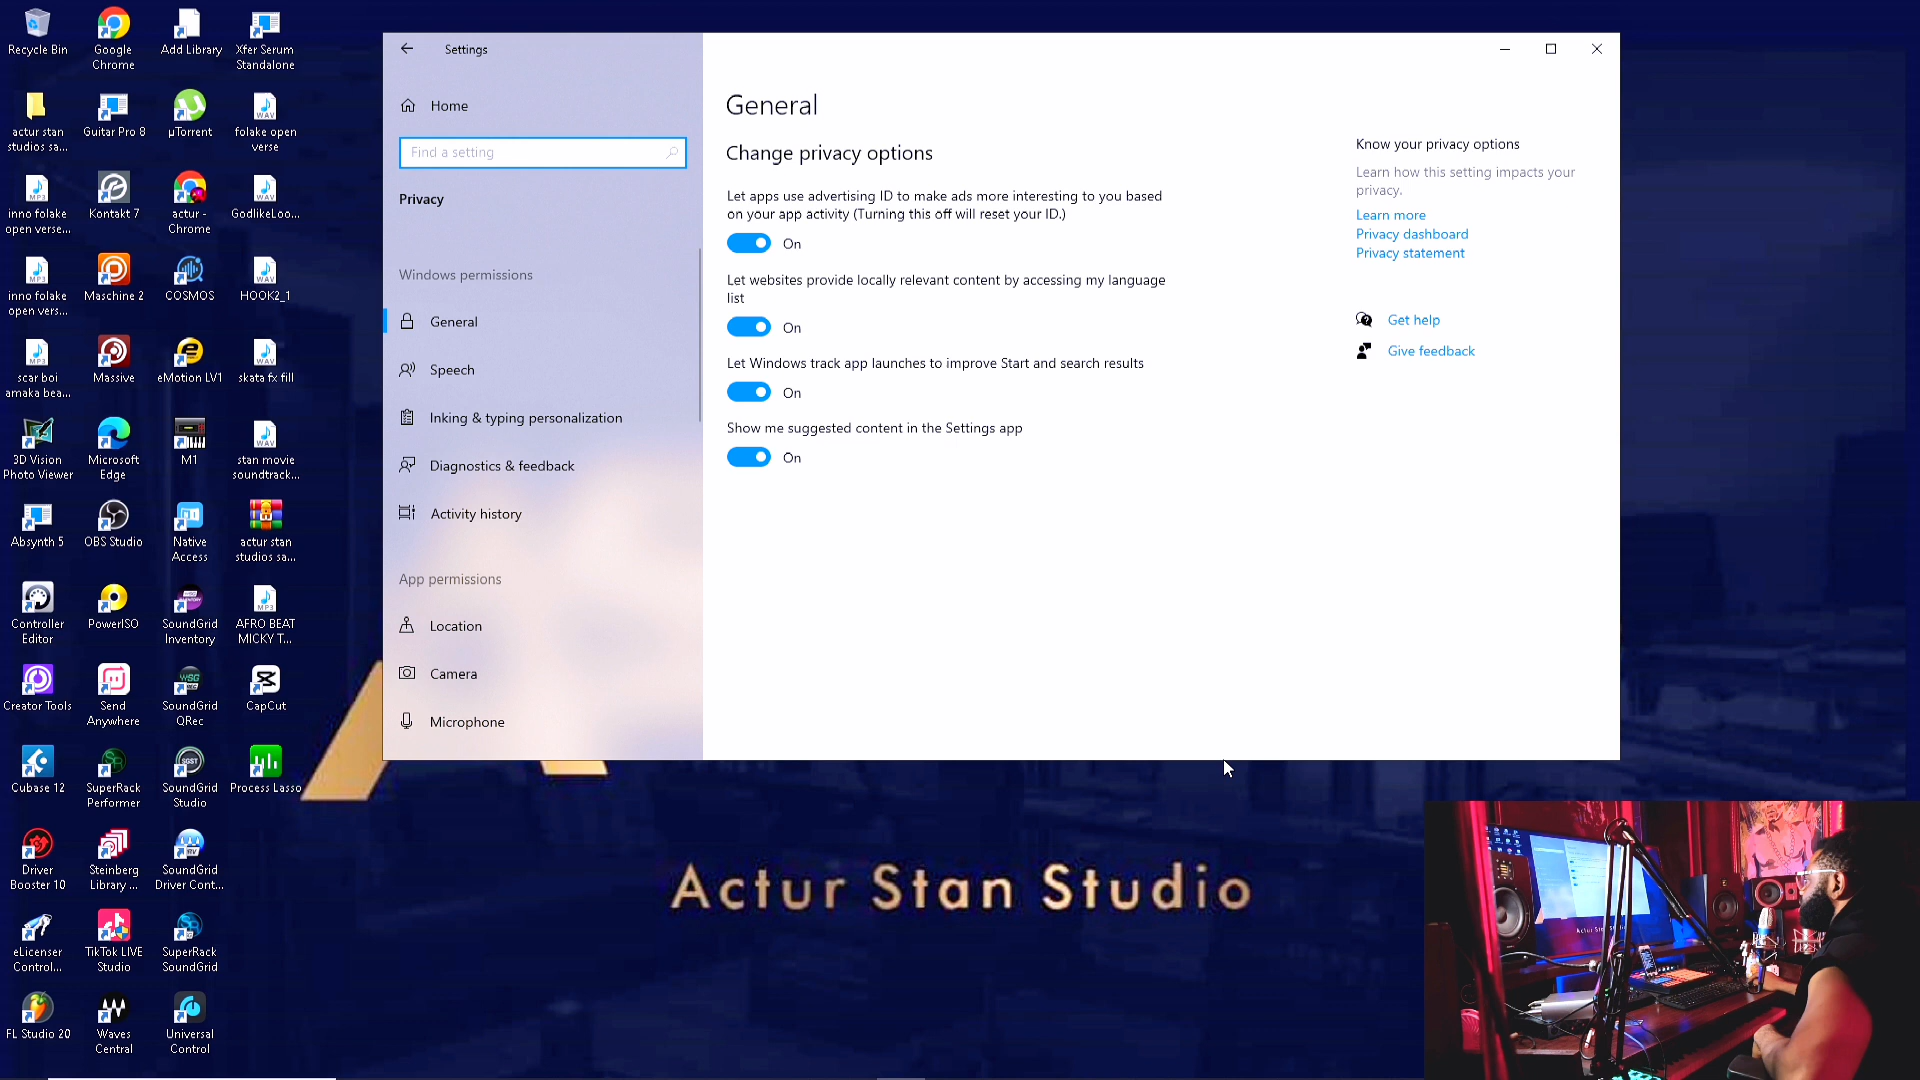 Recycle Bin
Google
Chrome
Add Library
Xfer Serum
Standalone
actur stan
studios sa...
Guitar Pro 8
µTorrent
folake open
verse
inno folake
open verse...
Kontakt 7
actur -
Chrome
GodlikeLoo...
inno folake
open vers...
Maschine 2
COSMOS
HOOK2_1
scar boi
amaka bea...
Massive
eMotion LV1
skata fx fill
3D Vision
Photo Viewer
Microsoft
Edge
M1
stan movie
soundtrack...
Absynth 5
OBS Studio
Native
Access
actur stan
studios sa...
Controller
Editor
PowerISO
SoundGrid
Inventory
AFRO BEAT
MICKY T...
Creator Tools
Send
Anywhere
SoundGrid
QRec
CapCut
Cubase 12
SuperRack
Performer
SoundGrid
Studio
Process Lasso
Driver
Booster 10
Steinberg
Library ...
SoundGrid
Driver Cont...
eLicenser
Control...
TikTok LIVE
Studio
SuperRack
SoundGrid
FL Studio 20
Waves
Central
Universal
Control
Settings
Home
Find a setting
Privacy
Windows permissions
General
Speech
Inking & typing personalization
Diagnostics & feedback
Activity history
App permissions
Location
Camera
Microphone
General
Change privacy options
Let apps use advertising ID to make ads more interesting to you based
on your app activity (Turning this off will reset your ID.)
On
Let websites provide locally relevant content by accessing my language
list
On
Let Windows track app launches to improve Start and search results
On
Show me suggested content in the Settings app
On
Know your privacy options
Learn how this setting impacts your
privacy.
Learn more
Privacy dashboard
Privacy statement
Get help
Give feedback
Actur Stan Studio